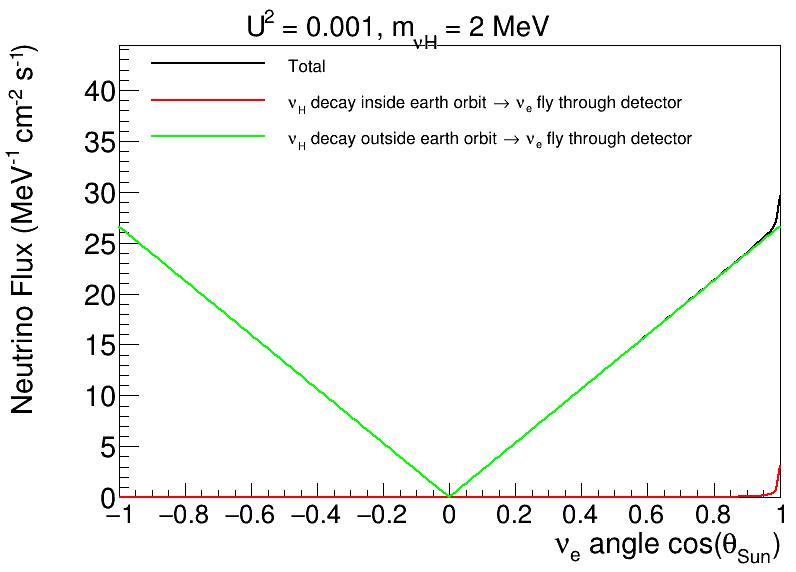 U² = 0.001, m_νH = 2 MeV
Total
ν_H decay inside earth orbit → ν_e fly through detector
ν_H decay outside earth orbit → ν_e fly through detector
Neutrino Flux (MeV⁻¹ cm⁻² s⁻¹)
40
35
30
25
20
15
10
5
0
−1 −0.8 −0.6 −0.4 −0.2 0 0.2 0.4 0.6 0.8 1
ν_e angle cos(θ_Sun)